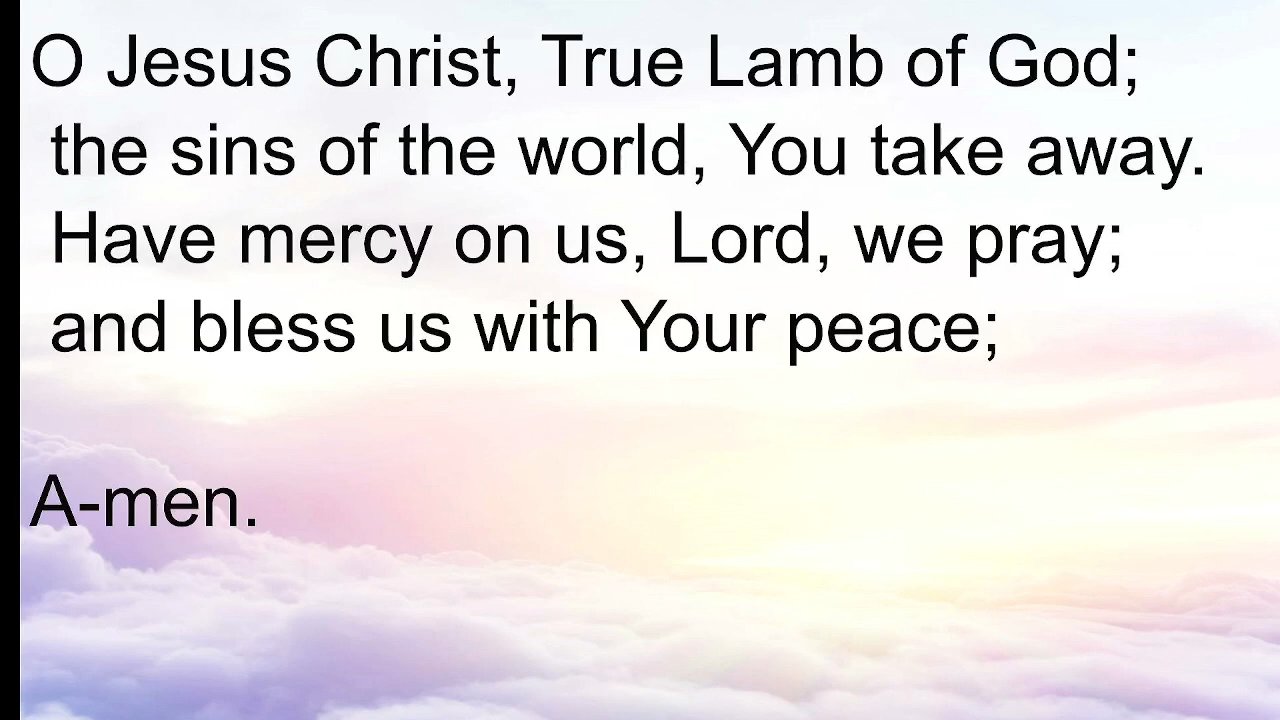 O Jesus Christ, True Lamb of God;
the sins of the world, You take away.
Have mercy on us, Lord, we pray;
and bless us with Your peace;
A-men.